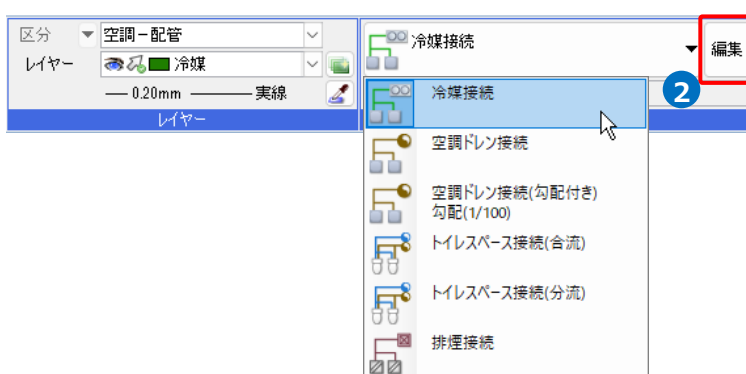 区分 空調-配管
レイヤー 冷媒
0.20mm 実線
レイヤー
冷媒接続
編集
2
冷媒接続
空調ドレン接続
空調ドレン接続(勾配付き)
勾配(1/100)
トイレスペース接続(合流)
トイレスペース接続(分流)
排煙接続